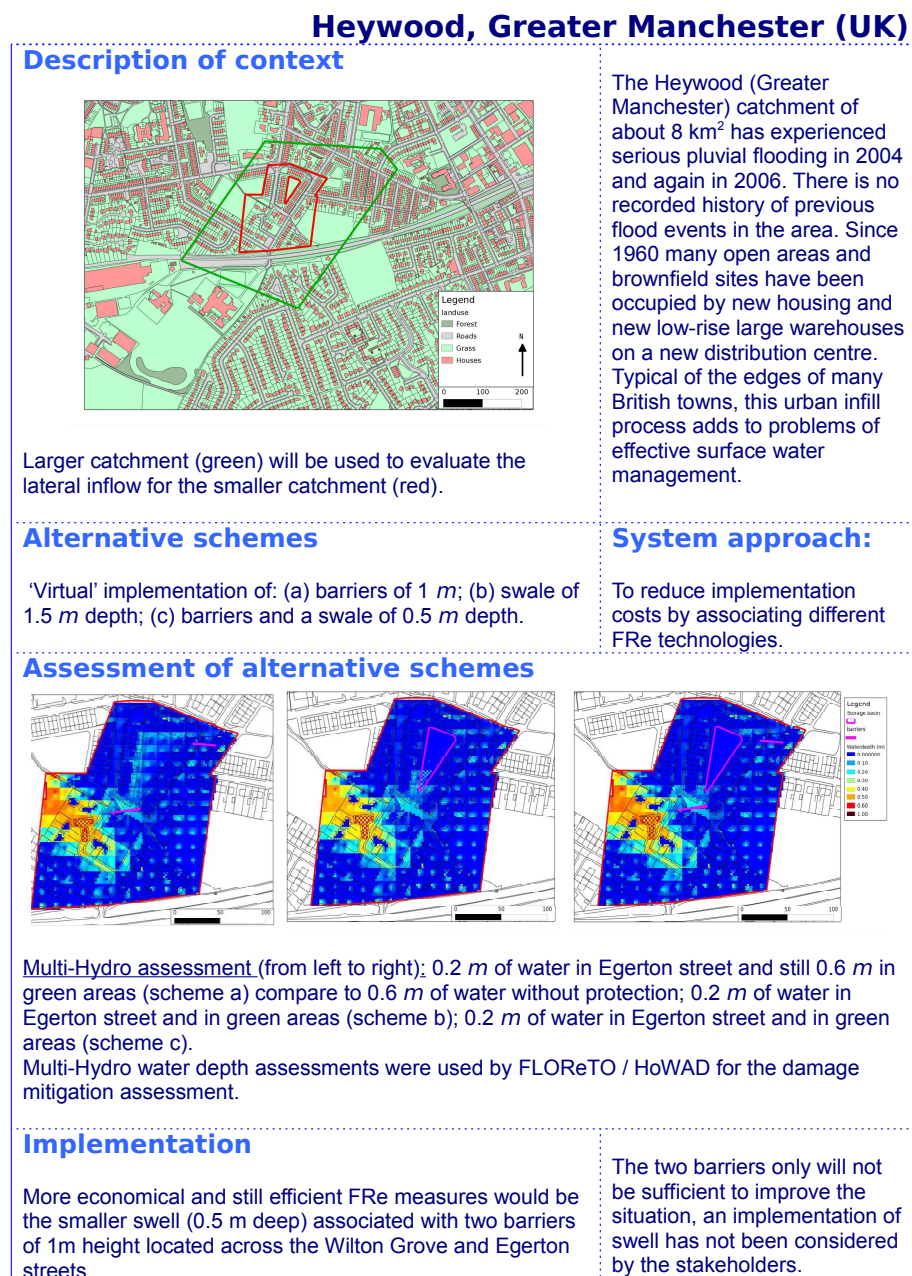 Heywood, Greater Manchester (UK)
Description of context
Legend
landuse
Forest
Roads
Grass
Houses
N
0 100 200
Larger catchment (green) will be used to evaluate the
lateral inflow for the smaller catchment (red).
The Heywood (Greater
Manchester) catchment of
about 8 km² has experienced
serious pluvial flooding in 2004
and again in 2006. There is no
recorded history of previous
flood events in the area. Since
1960 many open areas and
brownfield sites have been
occupied by new housing and
new low-rise large warehouses
on a new distribution centre.
Typical of the edges of many
British towns, this urban infill
process adds to problems of
effective surface water
management.
Alternative schemes
‘Virtual’ implementation of: (a) barriers of 1 m; (b) swale of
1.5 m depth; (c) barriers and a swale of 0.5 m depth.
System approach:
To reduce implementation
costs by associating different
FRe technologies.
Assessment of alternative schemes
0 50 100
0 50 100
0 50 100
Legend
Storage basin
barriers
Waterdepth (m)
0.000000
0.10
0.20
0.30
0.40
0.50
0.60
1.00
Multi-Hydro assessment (from left to right): 0.2 m of water in Egerton street and still 0.6 m in
green areas (scheme a) compare to 0.6 m of water without protection; 0.2 m of water in
Egerton street and in green areas (scheme b); 0.2 m of water in Egerton street and in green
areas (scheme c).
Multi-Hydro water depth assessments were used by FLOReTO / HoWAD for the damage
mitigation assessment.
Implementation
More economical and still efficient FRe measures would be
the smaller swell (0.5 m deep) associated with two barriers
of 1m height located across the Wilton Grove and Egerton
streets
The two barriers only will not
be sufficient to improve the
situation, an implementation of
swell has not been considered
by the stakeholders.